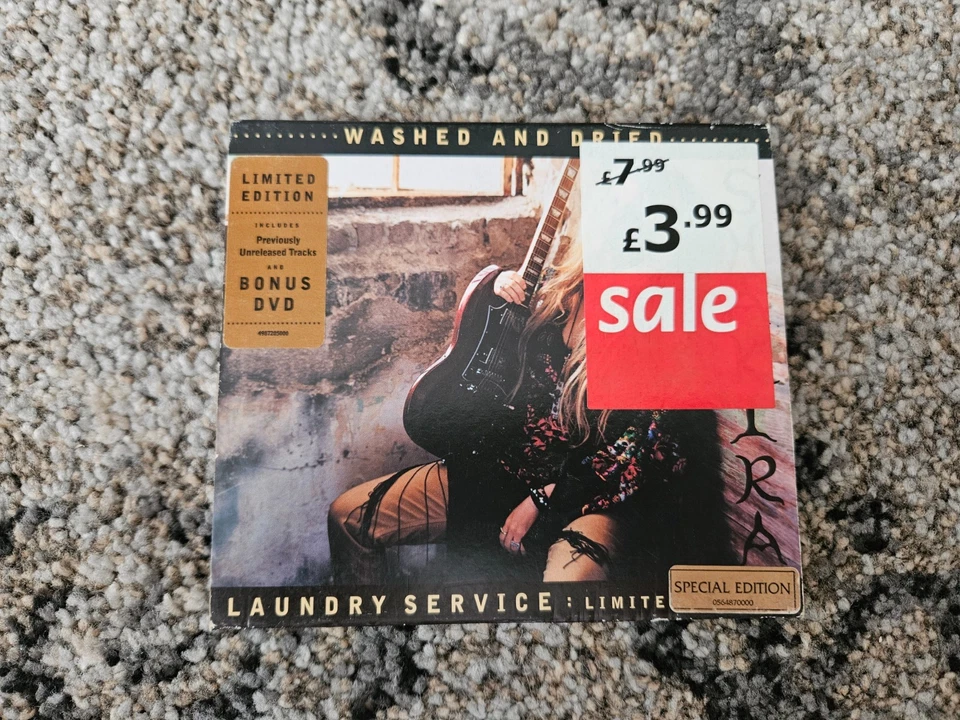 WASHED AND DRIED
LIMITED
EDITION
INCLUDES
Previously
Unreleased Tracks
AND
BONUS
DVD
£7.99
£3.99
sale
I
R
A
LAUNDRY SERVICE : LIMITE
SPECIAL EDITION
0564870000